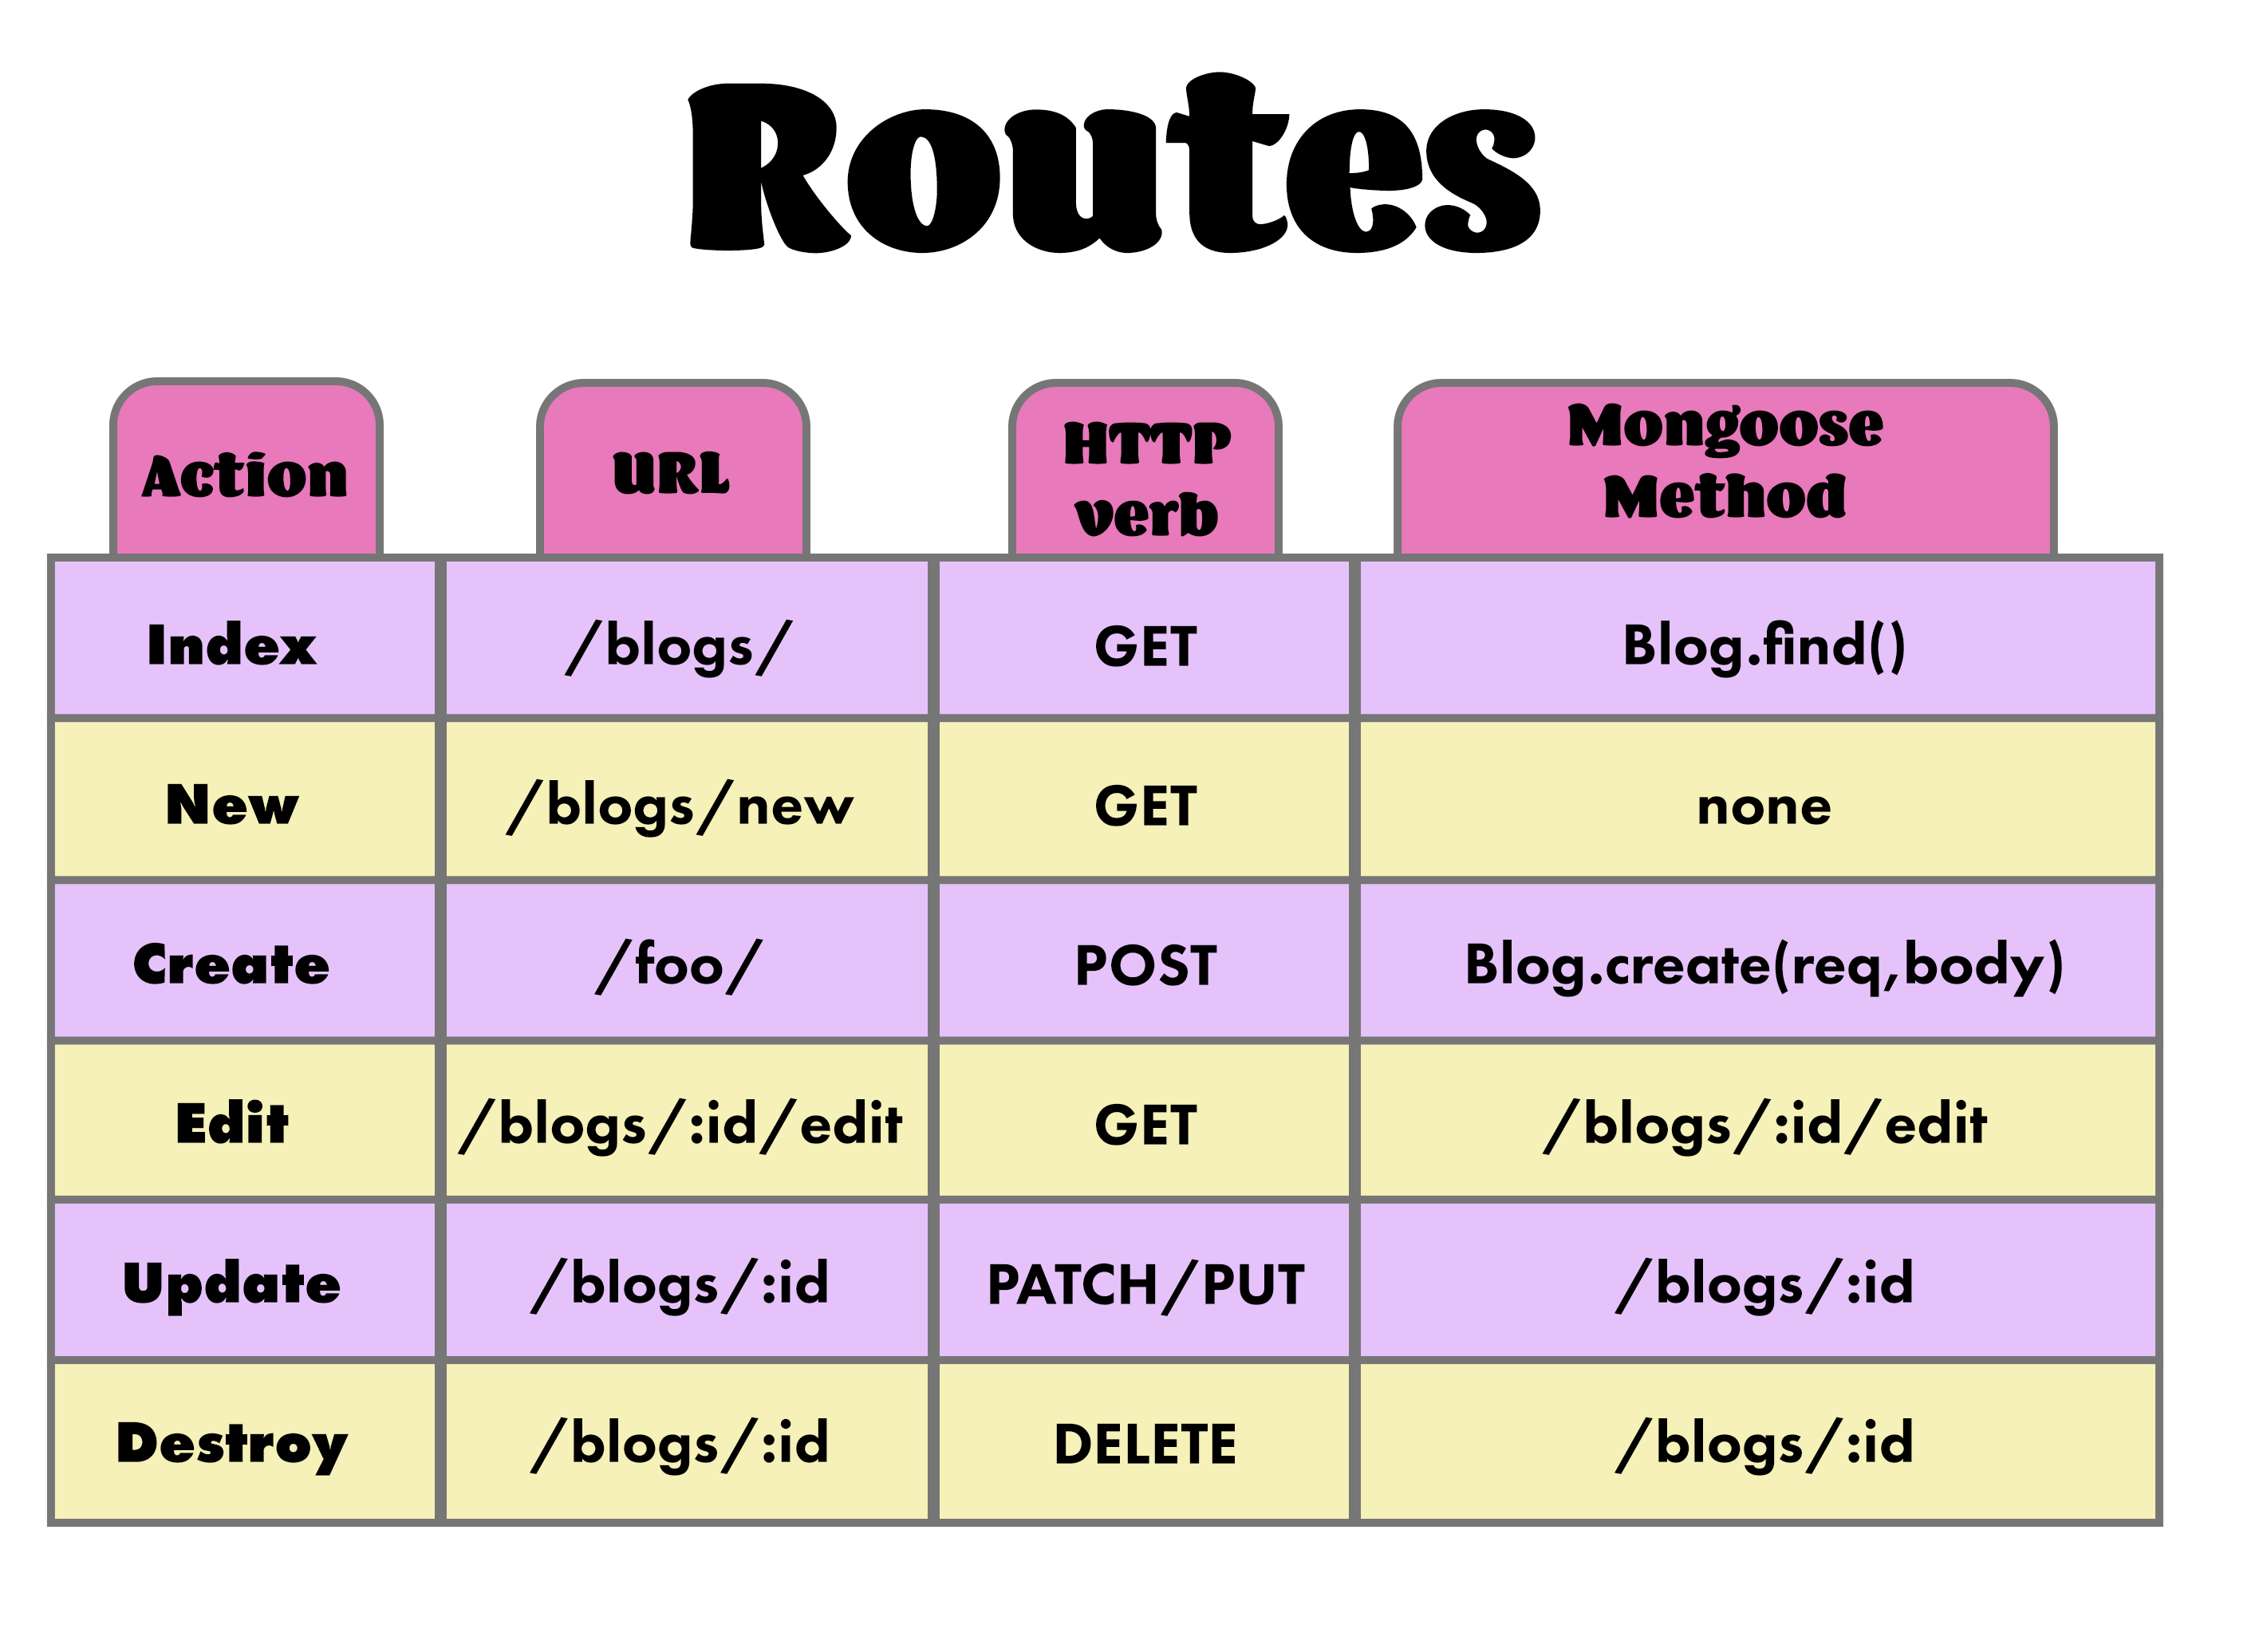 Routes
Action URL HTTP verb Mongoose Method
Index /blogs/ GET Blog.find()
New /blogs/new GET none
Create /foo/ POST Blog.create(req,body)
Edit /blogs/:id/edit GET /blogs/:id/edit
Update /blogs/:id PATCH/PUT /blogs/:id
Destroy /blogs/:id DELETE /blogs/:id